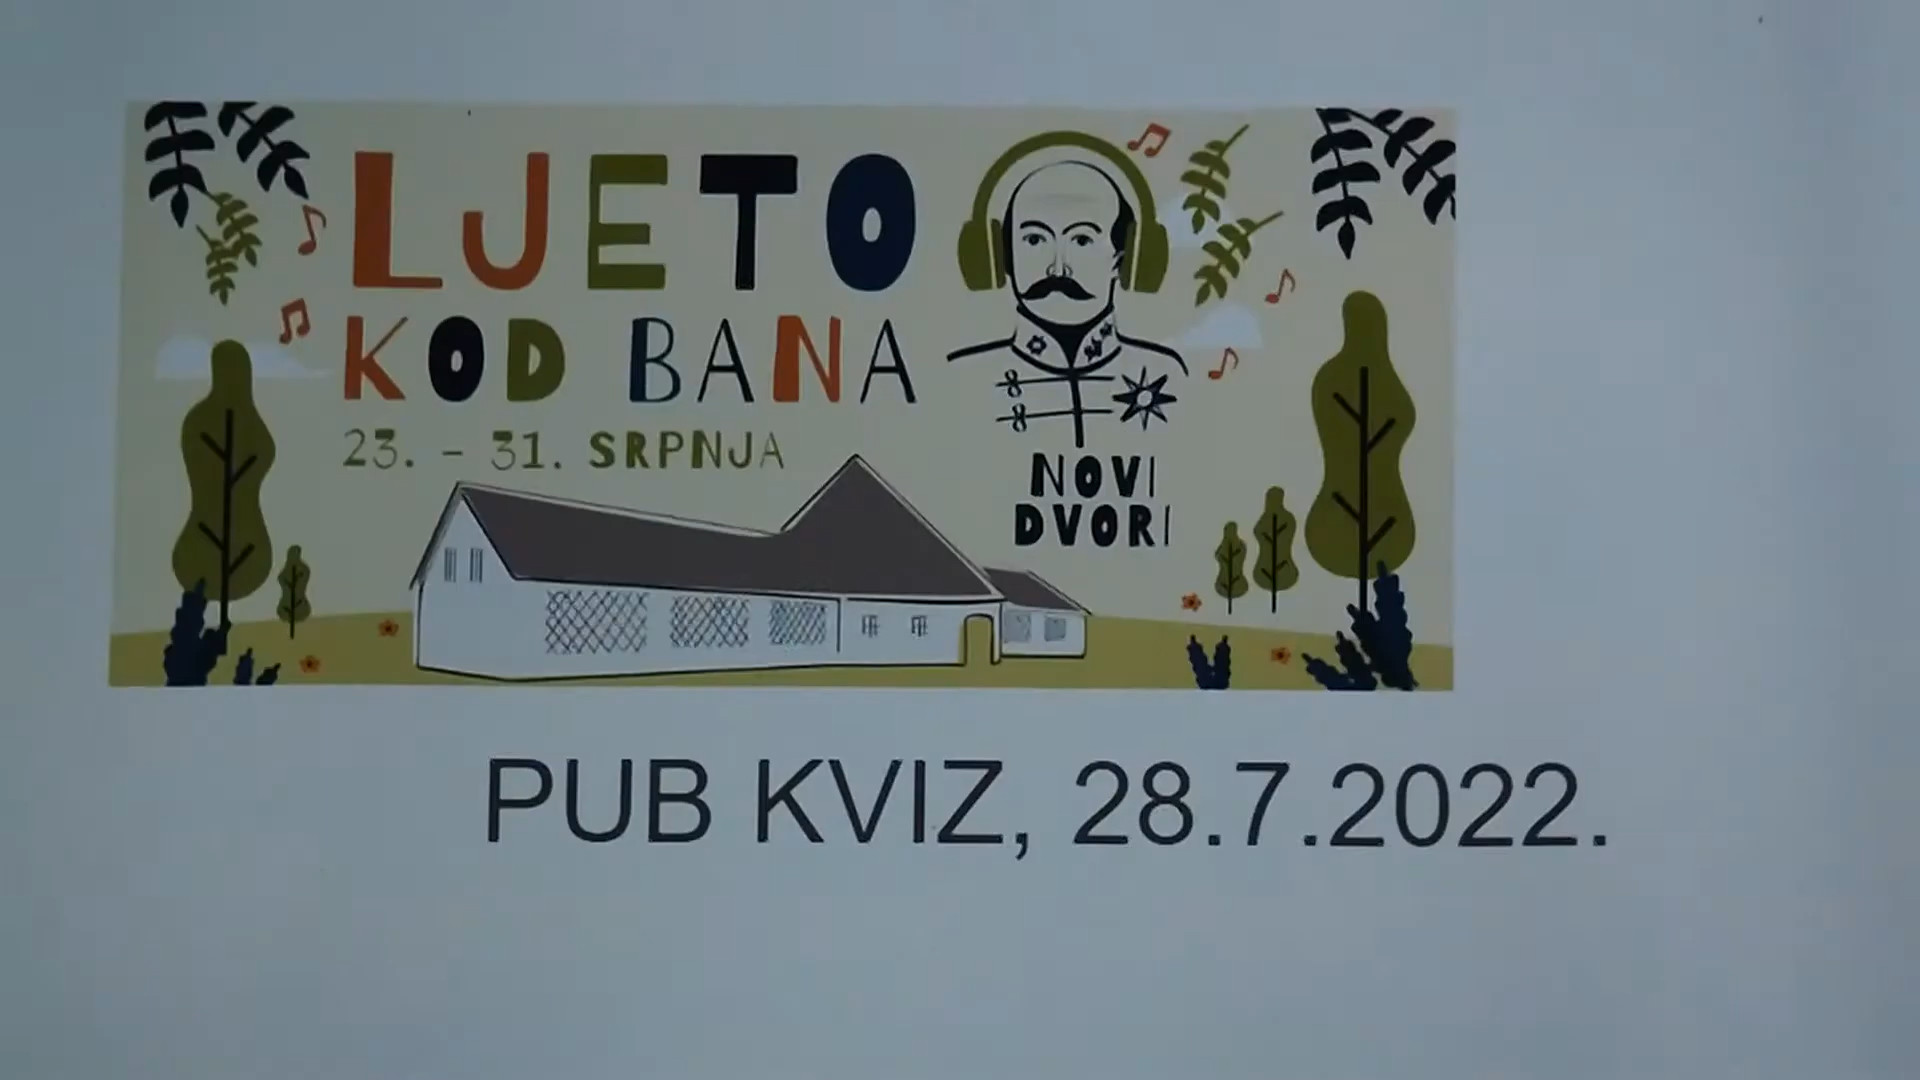 LJETO
KOD BANA
23. - 31. SRPNJA
NOVI
DVORI
PUB KVIZ, 28.7.2022.